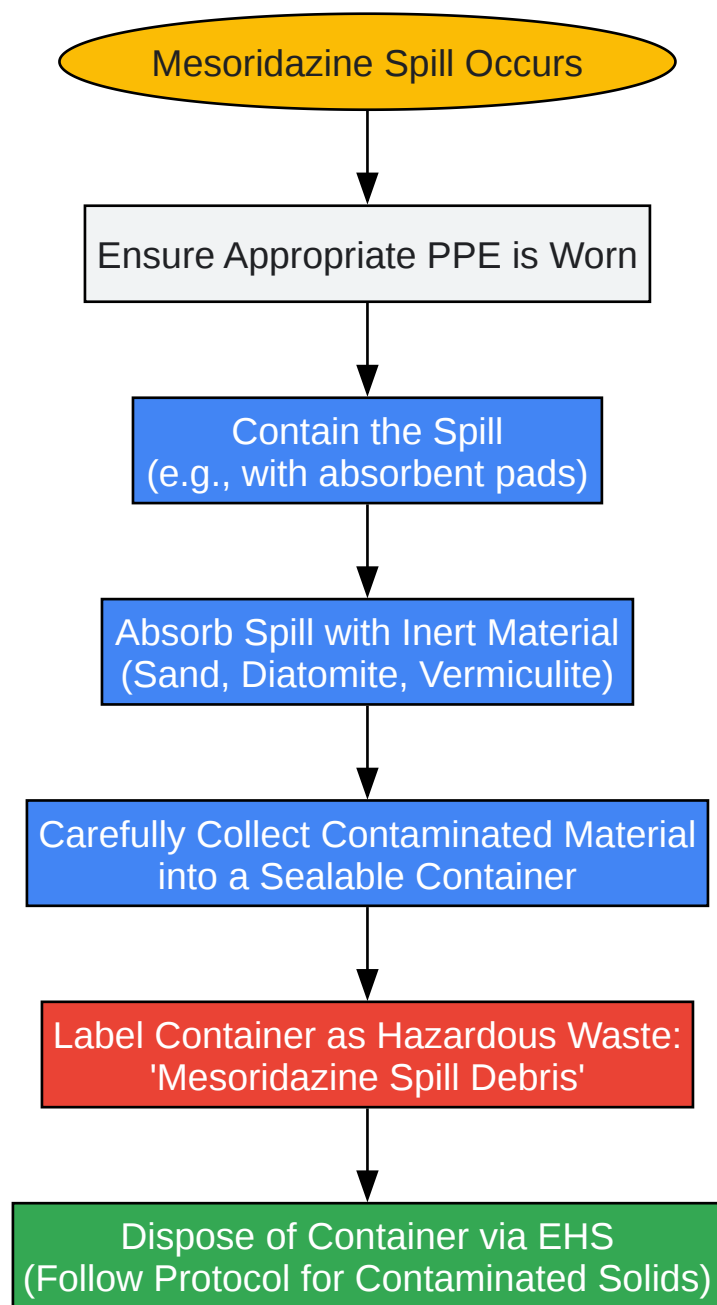 Mesoridazine Spill Occurs
Ensure Appropriate PPE is Worn
Contain the Spill
(e.g., with absorbent pads)
Absorb Spill with Inert Material
(Sand, Diatomite, Vermiculite)
Carefully Collect Contaminated Material
into a Sealable Container
Label Container as Hazardous Waste:
'Mesoridazine Spill Debris'
Dispose of Container via EHS
(Follow Protocol for Contaminated Solids)